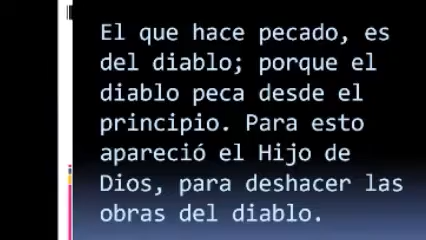 El que hace pecado, es
del diablo; porque el
diablo peca desde el
principio. Para esto
apareció el Hijo de
Dios, para deshacer las
obras del diablo.